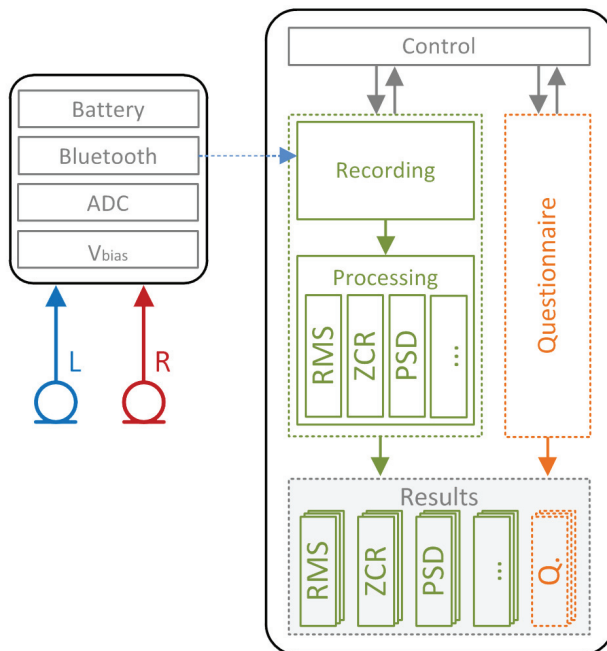 Control
Battery
Bluetooth
ADC
Vbias
L
R
Recording
Processing
RMS
ZCR
PSD
...
Questionnaire
Results
RMS
ZCR
PSD
...
Q.